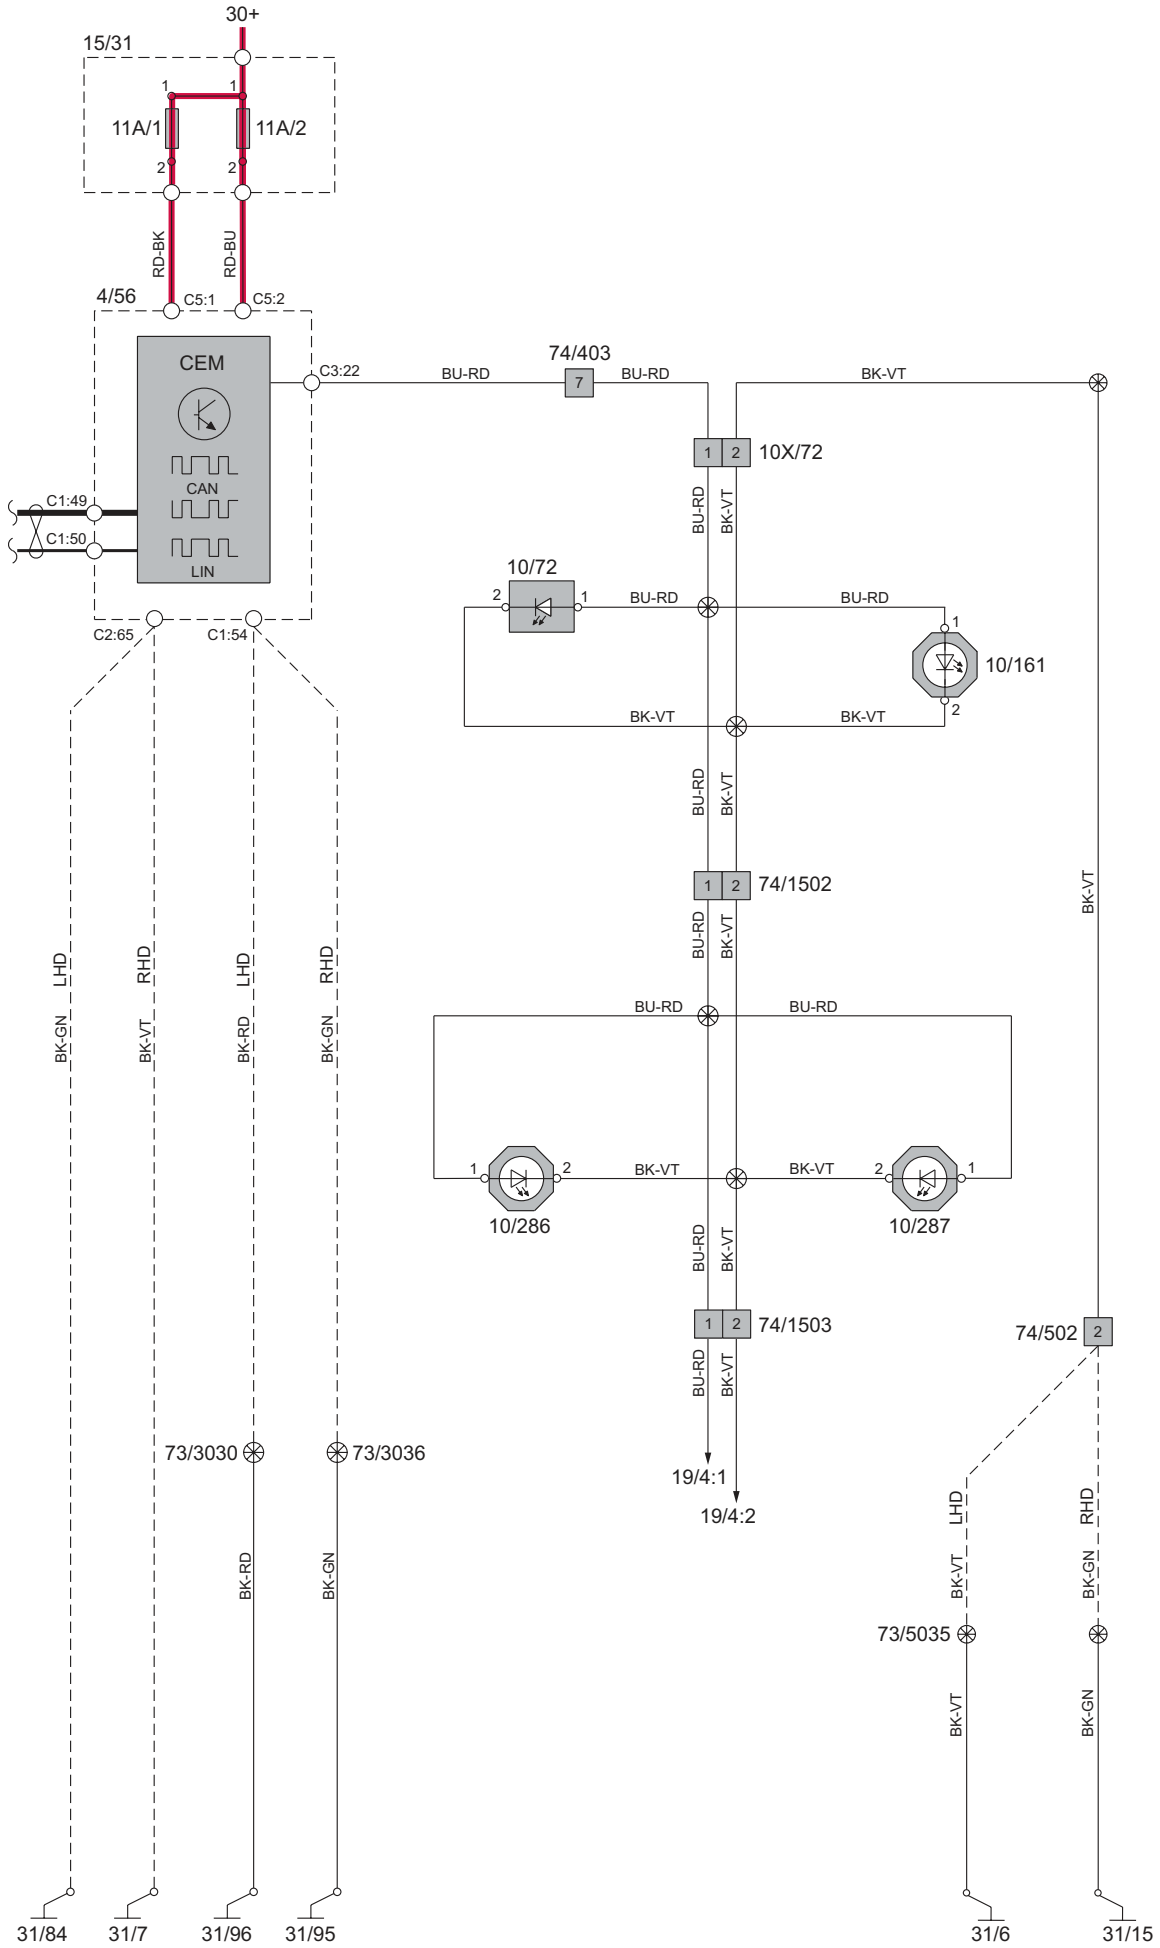 30+
15/31
1
1
11A/1
11A/2
2
2
RD-BK
RD-BU
4/56
C5:1
C5:2
CEM
C3:22
BU-RD
74/403
7
BU-RD
BK-VT
1
2
10X/72
CAN
C1:49
C1:50
LIN
BU-RD
BK-VT
10/72
2
1
BU-RD
BU-RD
1
10/161
2
C2:65
C1:54
BK-VT
BK-VT
BU-RD
BK-VT
1
2
74/1502
BK-VT
BU-RD
BK-VT
LHD
RHD
LHD
RHD
BK-GN
BK-VT
BK-RD
BK-GN
BU-RD
BU-RD
1
2
BK-VT
BK-VT
2
1
10/286
10/287
BU-RD
BK-VT
1
2
74/1503
74/502
2
BU-RD
BK-VT
73/3030
73/3036
19/4:1
19/4:2
LHD
RHD
BK-RD
BK-GN
BK-VT
BK-GN
73/5035
BK-VT
BK-GN
31/84
31/7
31/96
31/95
31/6
31/15